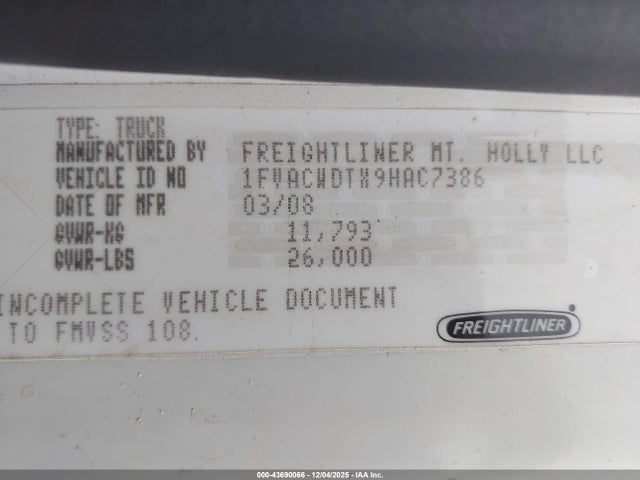 TYPE: TRUCK
MANUFACTURED BY FREIGHTLINER MT. HOLLY LLC
VEHICLE ID NO 1FVACWDTX9HAC7386
DATE OF MFR 03/08
GVWR-KG 11,793
GVWR-LBS 26,000
INCOMPLETE VEHICLE DOCUMENT
TO FMVSS 108.
FREIGHTLINER®
000-43690066 - 12/04/2025 - IAA Inc.